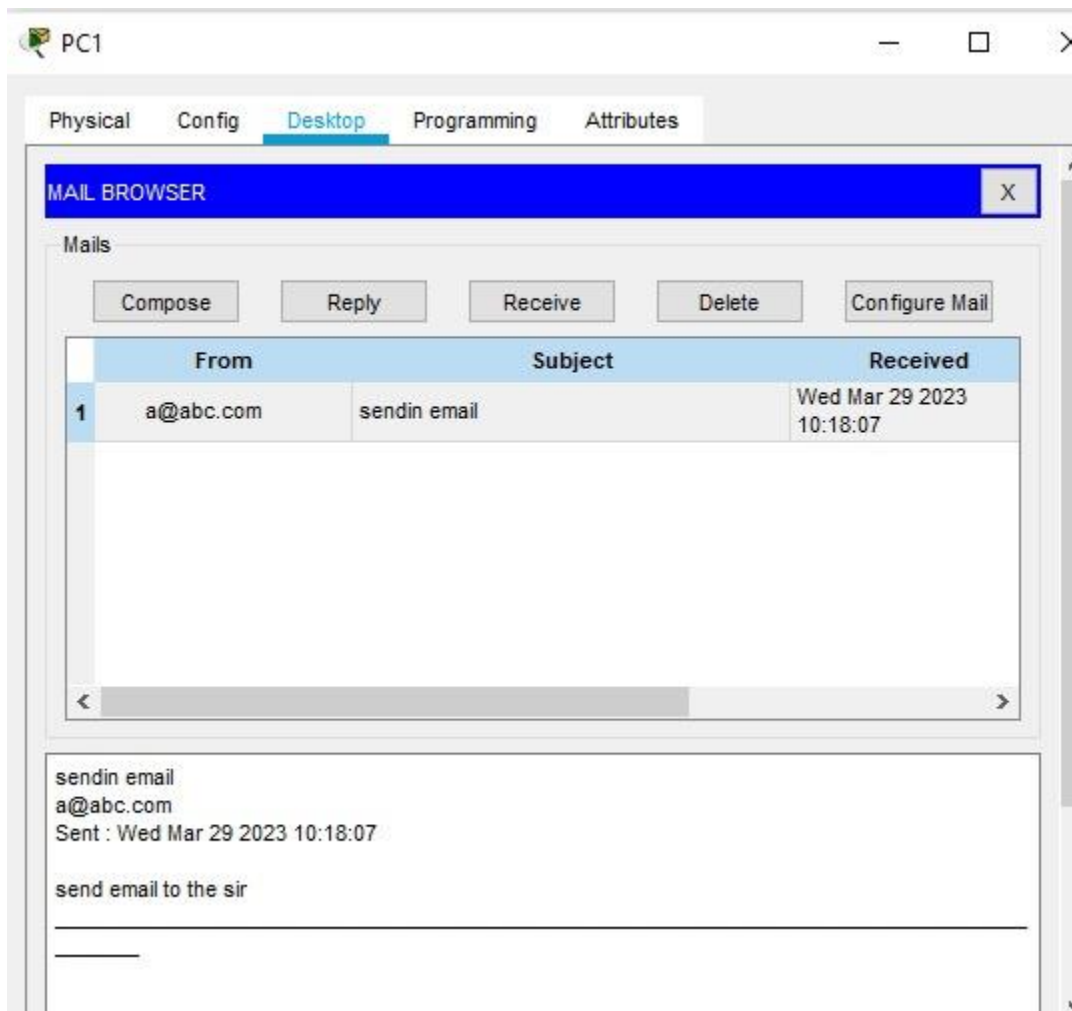 PC1
Physical Config Desktop Programming Attributes
MAIL BROWSER X
Mails
Compose Reply Receive Delete Configure Mail
From Subject Received
1 a@abc.com sendin email Wed Mar 29 2023
10:18:07
sendin email
a@abc.com
Sent : Wed Mar 29 2023 10:18:07
send email to the sir